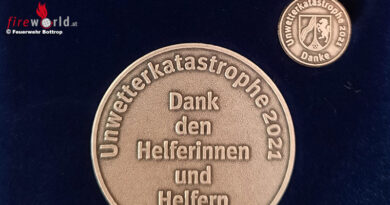 fireworld.at
© Feuerwehr Bottrop
Unwetterkatastrophe 2021
Dank
den
Helferinnen
und
Helfern
Unwetterkatastrophe 2021
Danke